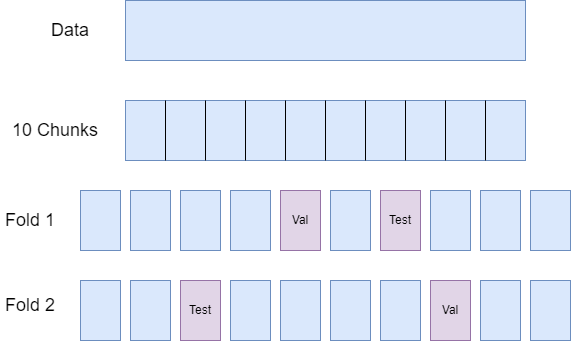 Data
10 Chunks
Fold 1
Val
Test
Fold 2
Test
Val